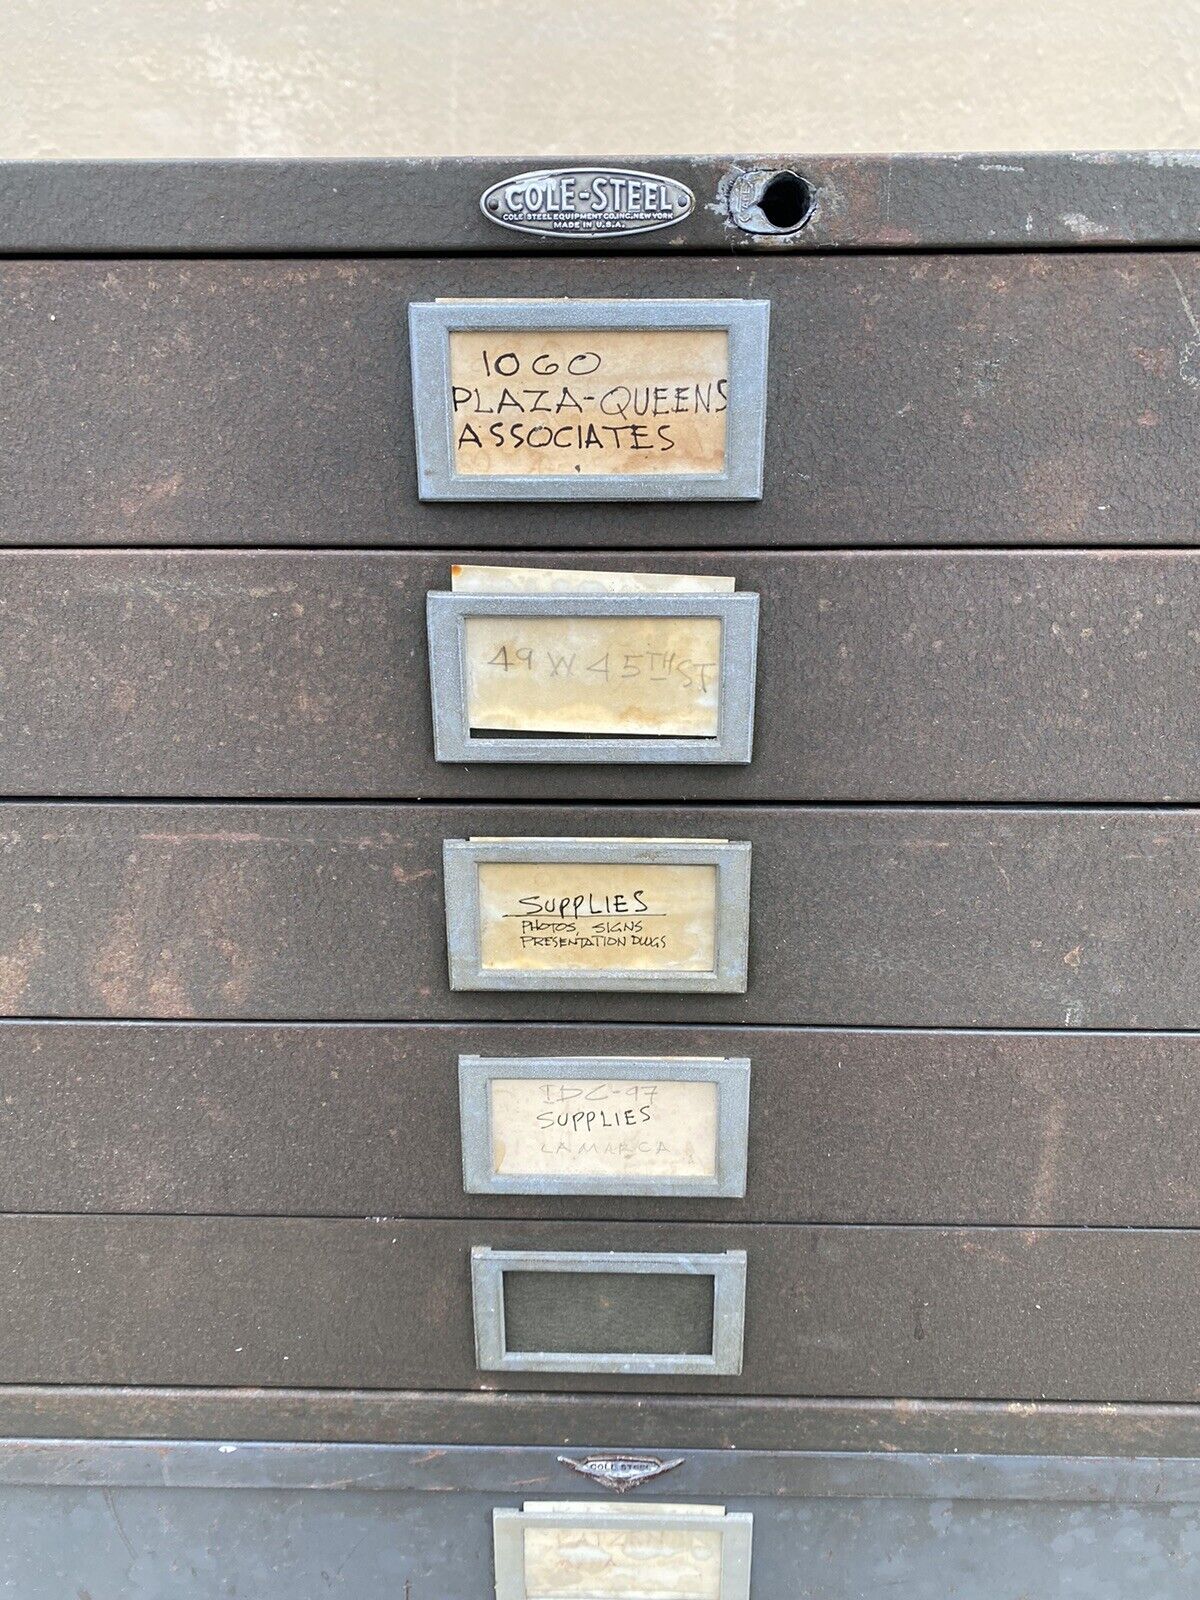 COLE-STEEL
COLE STEEL EQUIPMENT CO.INC.NEW YORK
MADE IN U.S.A.
1060
PLAZA-QUEENS
ASSOCIATES
49 W 45TH ST
SUPPLIES
PHOTOS, SIGNS
PRESENTATION DWGS
IDC-97
SUPPLIES
LAMARCA
COLE STEEL